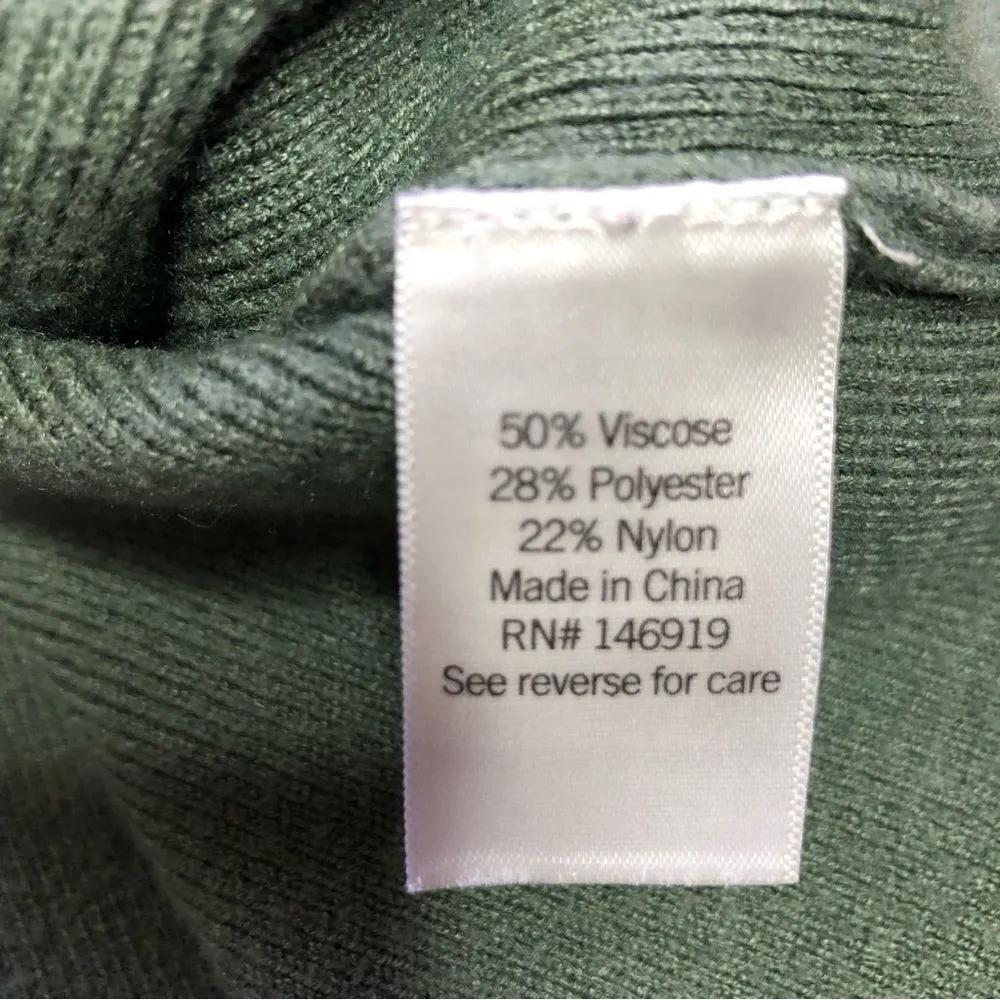 50% Viscose
28% Polyester
22% Nylon
Made in China
RN# 146919
See reverse for care